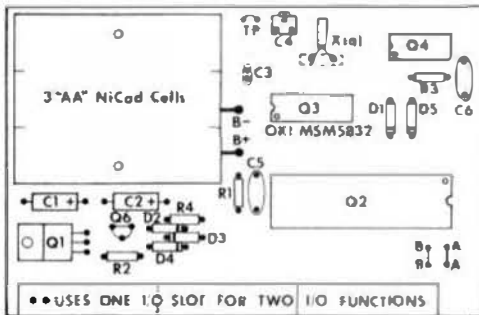 TP
C4
Xtal
Q4
C3
3 "AA" NiCad Cells
R3
C6
Q3
D1
D5
B-
OKI MSM5832
B+
C5
R1
Q2
C1 +
C2 +
R4
Q6
D2
Q1
D3
D4
R2
B
A
B
A
•• USES ONE I/O SLOT FOR TWO I/O FUNCTIONS